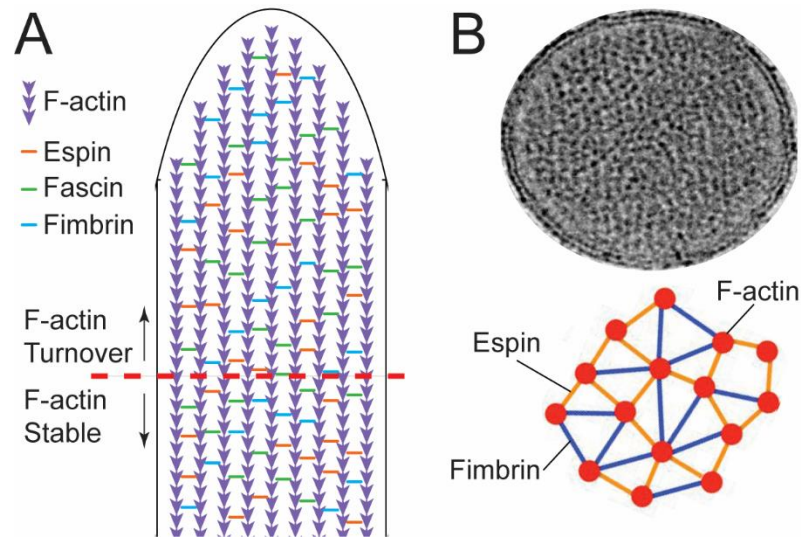 A
F-actin
Espin
Fascin
Fimbrin
F-actin
Turnover
F-actin
Stable
B
F-actin
Espin
Fimbrin